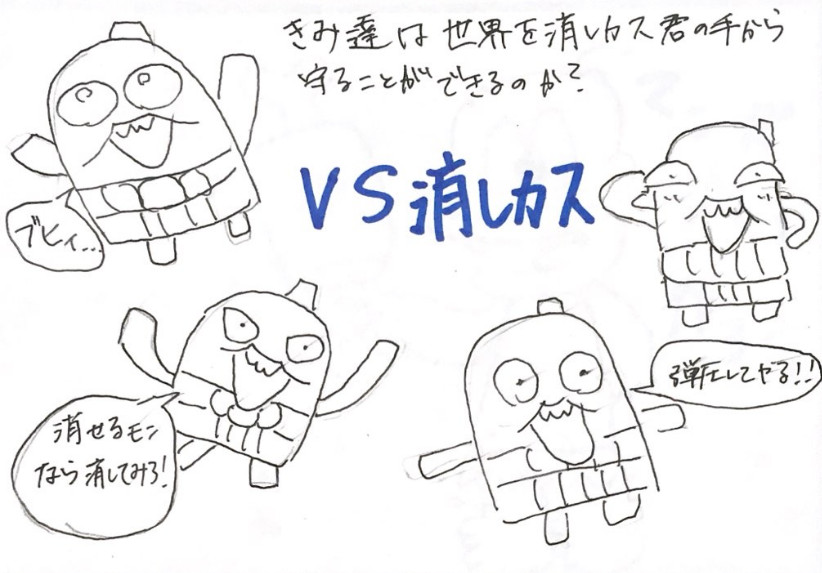 きみ達は世界を消しカス君の手から
守ることができるのか?
VS消しカス
ブヒィ...
消せるモン
なら消してみろ!
弾圧してヤる!!